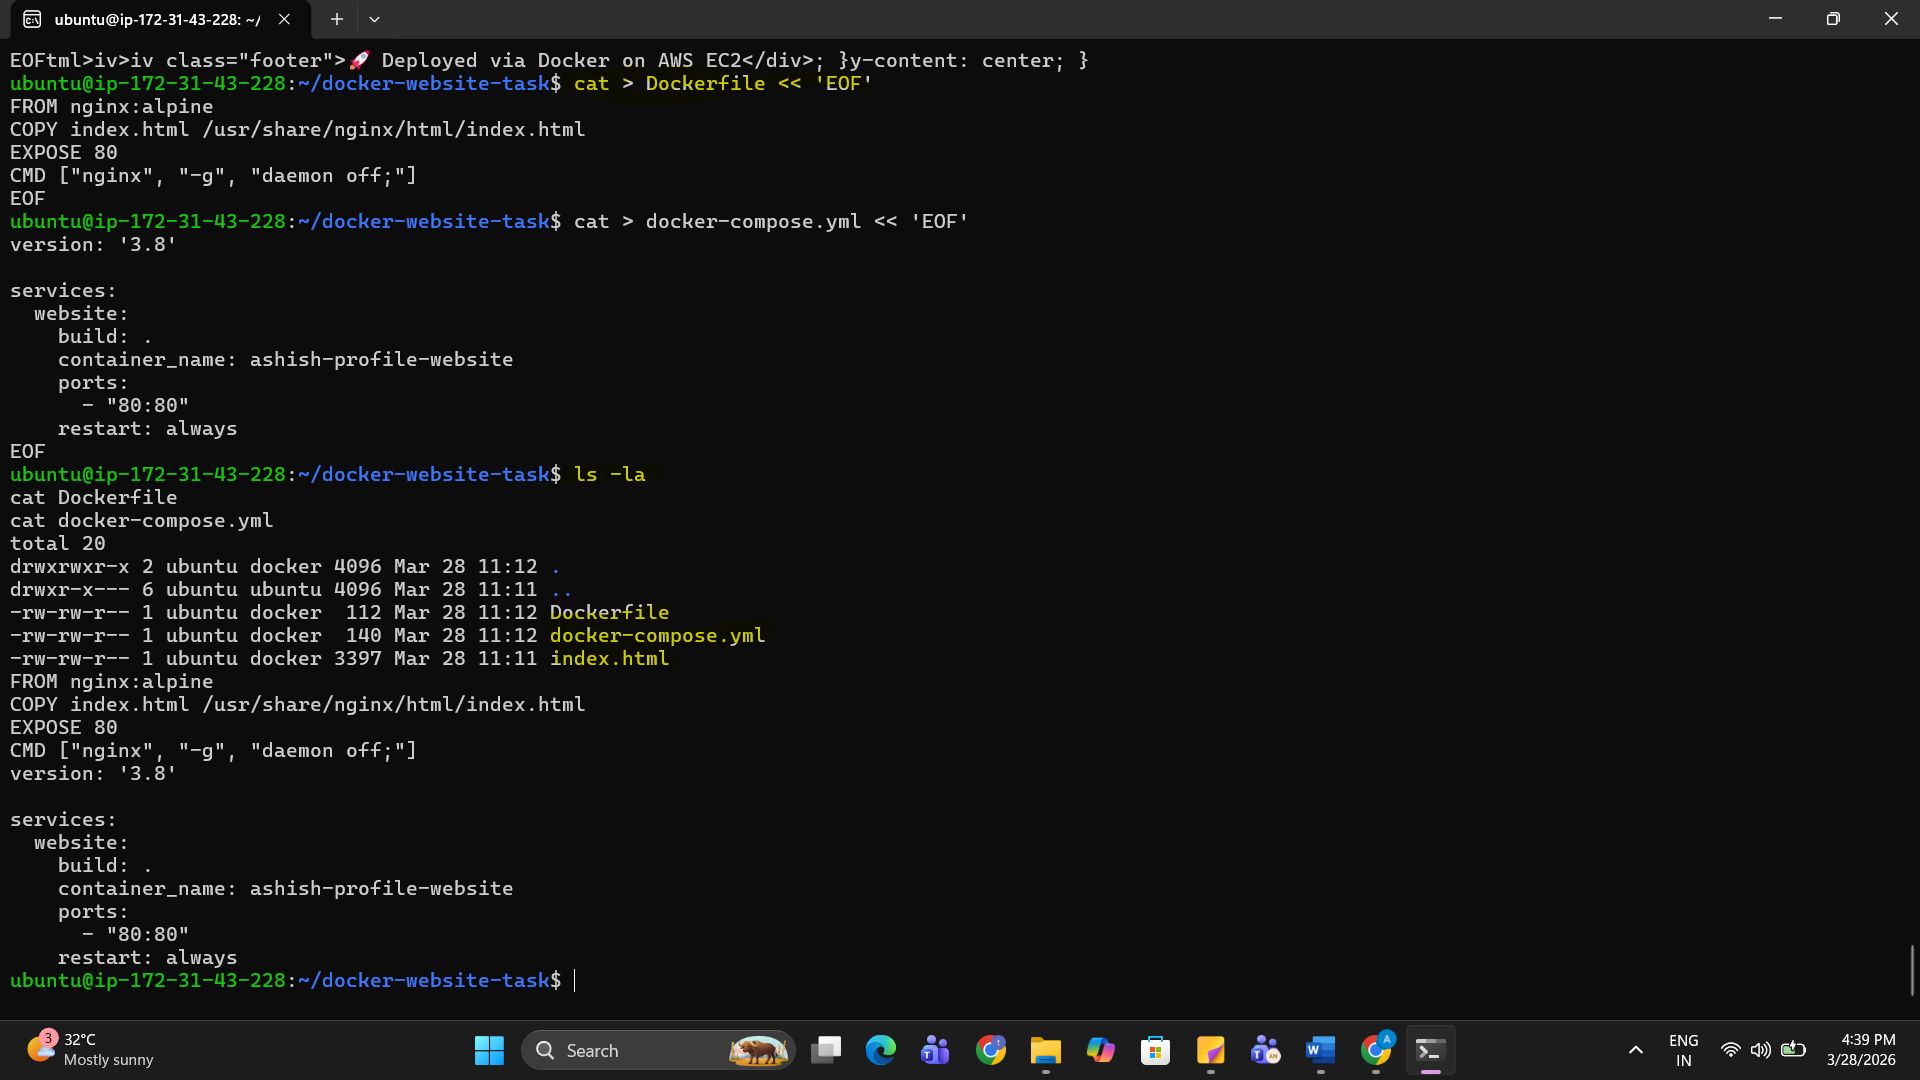 ubuntu@ip-172-31-43-228: ~/
EOFtml>iv>iv class="footer">🚀 Deployed via Docker on AWS EC2</div>; }y-content: center; }
ubuntu@ip-172-31-43-228:~/docker-website-task$ cat > Dockerfile << 'EOF'
FROM nginx:alpine
COPY index.html /usr/share/nginx/html/index.html
EXPOSE 80
CMD ["nginx", "-g", "daemon off;"]
EOF
ubuntu@ip-172-31-43-228:~/docker-website-task$ cat > docker-compose.yml << 'EOF'
version: '3.8'

services:
  website:
    build: .
    container_name: ashish-profile-website
    ports:
      - "80:80"
    restart: always
EOF
ubuntu@ip-172-31-43-228:~/docker-website-task$ ls -la
cat Dockerfile
cat docker-compose.yml
total 20
drwxrwxr-x 2 ubuntu docker 4096 Mar 28 11:12 .
drwxr-x--- 6 ubuntu ubuntu 4096 Mar 28 11:11 ..
-rw-rw-r-- 1 ubuntu docker  112 Mar 28 11:12 Dockerfile
-rw-rw-r-- 1 ubuntu docker  140 Mar 28 11:12 docker-compose.yml
-rw-rw-r-- 1 ubuntu docker 3397 Mar 28 11:11 index.html
FROM nginx:alpine
COPY index.html /usr/share/nginx/html/index.html
EXPOSE 80
CMD ["nginx", "-g", "daemon off;"]
version: '3.8'

services:
  website:
    build: .
    container_name: ashish-profile-website
    ports:
      - "80:80"
    restart: always
ubuntu@ip-172-31-43-228:~/docker-website-task$
3
32°C
Mostly sunny
Search
ENG
IN
4:39 PM
3/28/2026